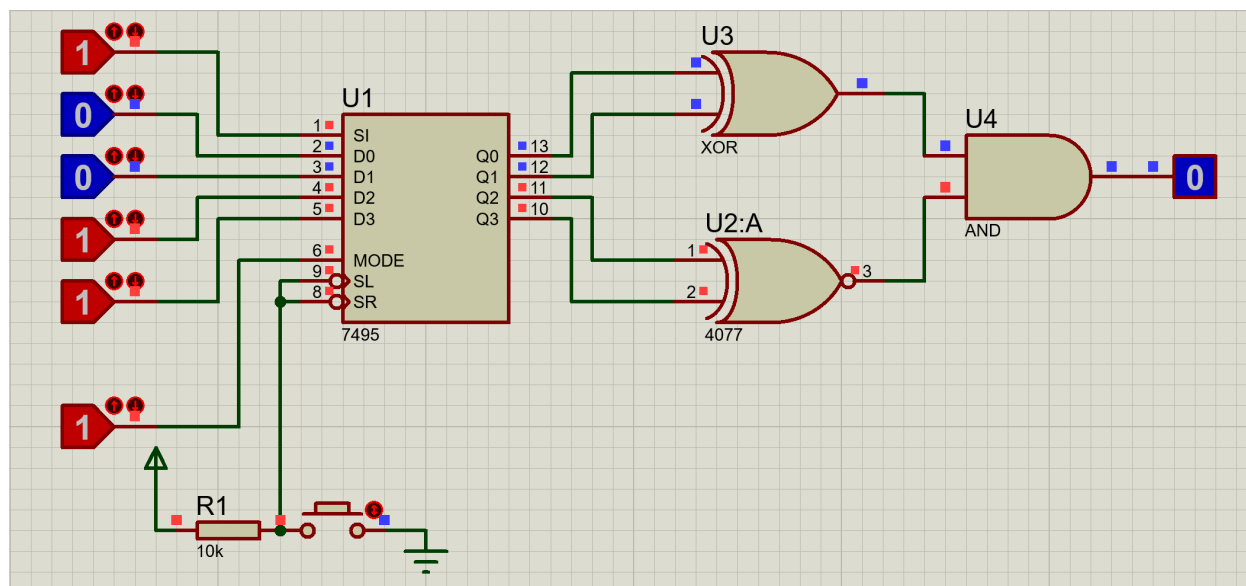 1
0
0
1
1
1
U1
1 SI
2 D0
3 D1
4 D2
5 D3
6 MODE
9 SL
8 SR
Q0 13
Q1 12
Q2 11
Q3 10
7495
U3
XOR
U2:A
1
2
3
4077
U4
AND
0
R1
10k